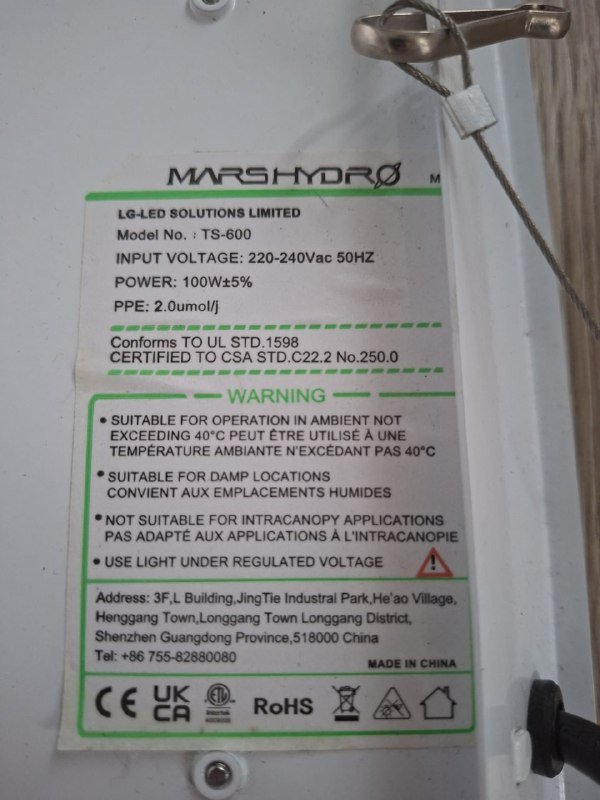 MARS HYDRO M
LG-LED SOLUTIONS LIMITED
Model No. : TS-600
INPUT VOLTAGE: 220-240Vac 50HZ
POWER: 100W±5%
PPE: 2.0umol/j
Conforms TO UL STD.1598
CERTIFIED TO CSA STD.C22.2 No.250.0
WARNING
• SUITABLE FOR OPERATION IN AMBIENT NOT
EXCEEDING 40°C PEUT ÊTRE UTILISÉ À UNE
TEMPÉRATURE AMBIANTE N'EXCÉDANT PAS 40°C
• SUITABLE FOR DAMP LOCATIONS
CONVIENT AUX EMPLACEMENTS HUMIDES
• NOT SUITABLE FOR INTRACANOPY APPLICATIONS
PAS ADAPTÉ AUX APPLICATIONS À L'INTRACANOPIE
• USE LIGHT UNDER REGULATED VOLTAGE !
Address: 3F,L Building,JingTie Industral Park,He'ao Village,
Henggang Town,Longgang Town Longgang District,
Shenzhen Guangdong Province,518000 China
Tel: +86 755-82880080
MADE IN CHINA
CE UK CA ETL RoHS